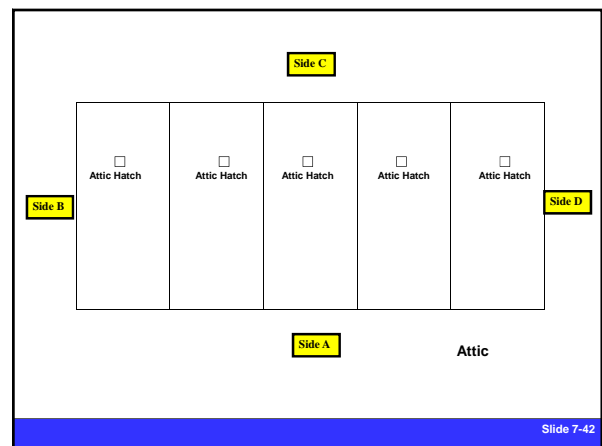 Side C
Attic Hatch Attic Hatch Attic Hatch Attic Hatch Attic Hatch
Side B
Side D
Side A
Attic
Slide 7-42